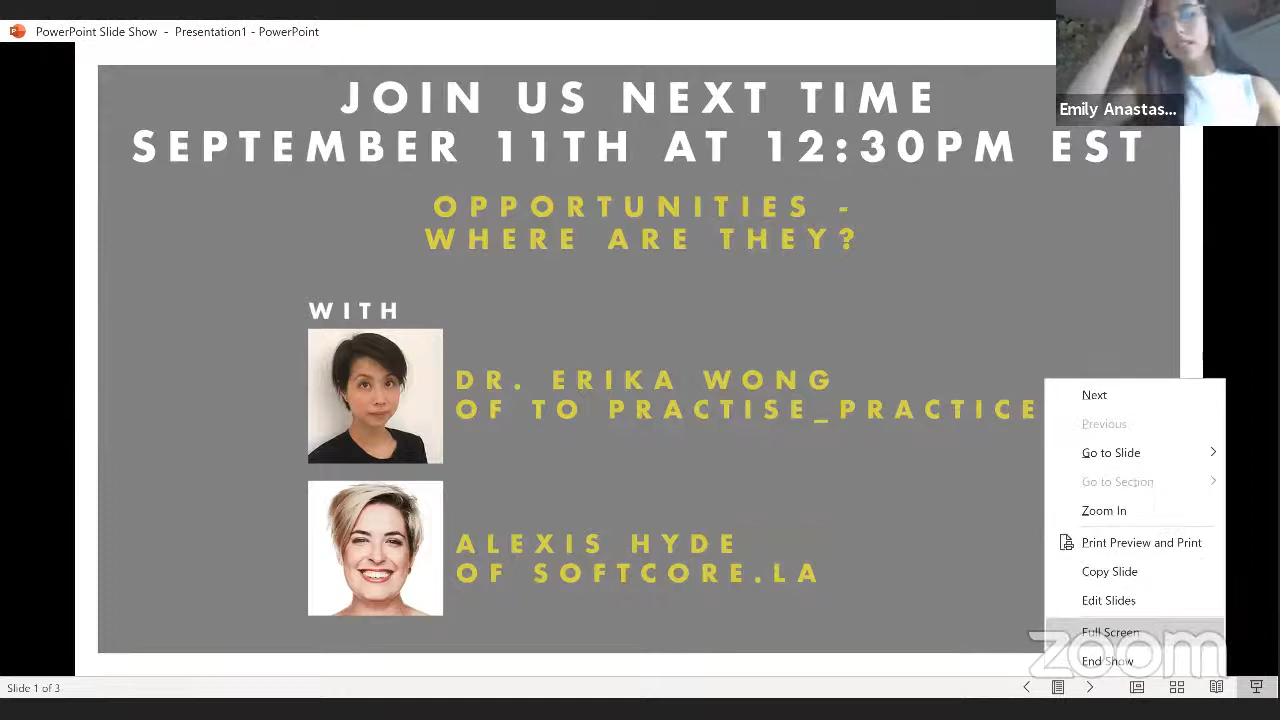 PowerPoint Slide Show - Presentation1 - PowerPoint
Emily Anastas...
JOIN US NEXT TIME
SEPTEMBER 11TH AT 12:30PM EST
OPPORTUNITIES -
WHERE ARE THEY?
WITH
DR. ERIKA WONG
OF TO PRACTISE_PRACTICE
ALEXIS HYDE
OF SOFTCORE.LA
Next
Previous
Go to Slide
Go to Section
Zoom In
Print Preview and Print
Copy Slide
Edit Slides
Full Screen
End Show
zoom
Slide 1 of 3